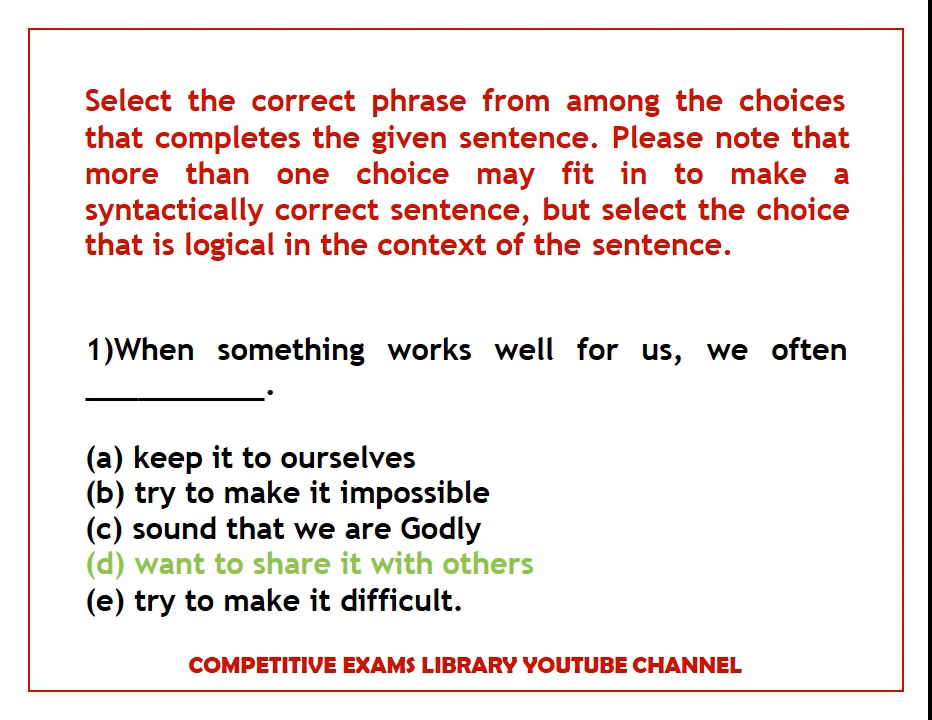 Select the correct phrase from among the choices
that completes the given sentence. Please note that
more than one choice may fit in to make a
syntactically correct sentence, but select the choice
that is logical in the context of the sentence.
1)When something works well for us, we often
____________.
(a) keep it to ourselves
(b) try to make it impossible
(c) sound that we are Godly
(d) want to share it with others
(e) try to make it difficult.
COMPETITIVE EXAMS LIBRARY YOUTUBE CHANNEL